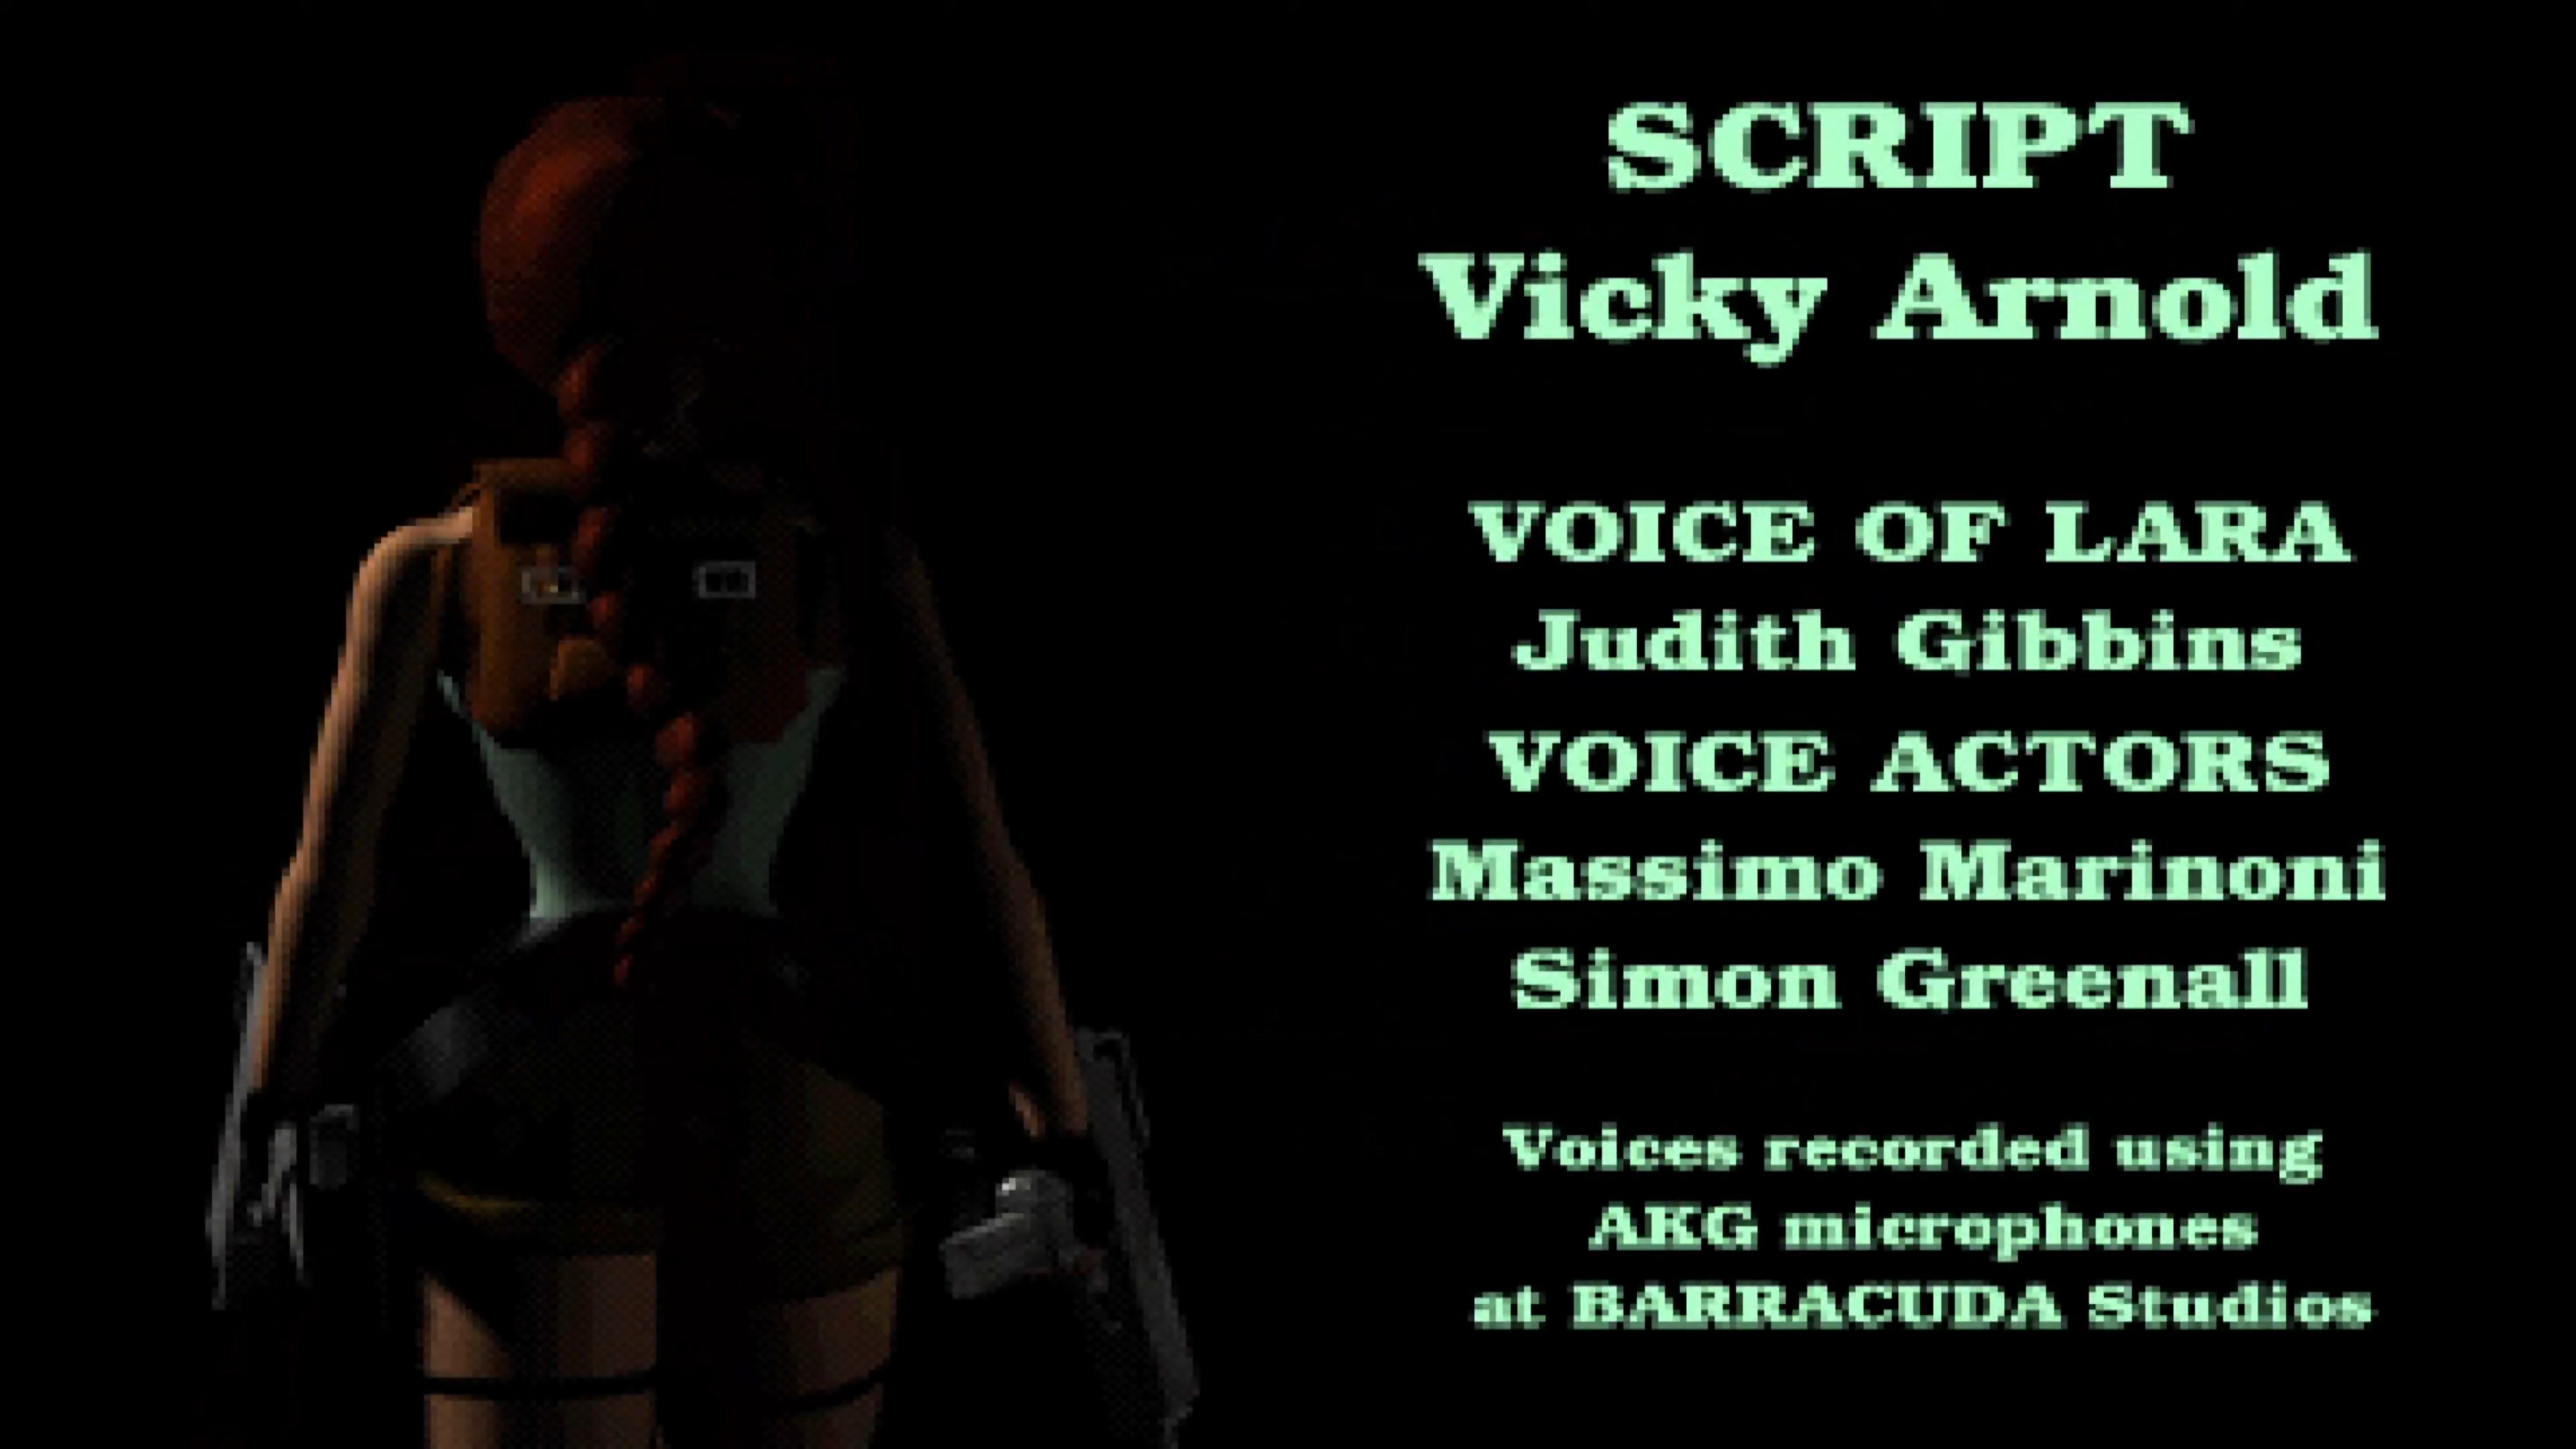 SCRIPT
Vicky Arnold
VOICE OF LARA
Judith Gibbins
VOICE ACTORS
Massimo Marinoni
Simon Greenall
Voices recorded using
AKG microphones
at BARRACUDA Studios